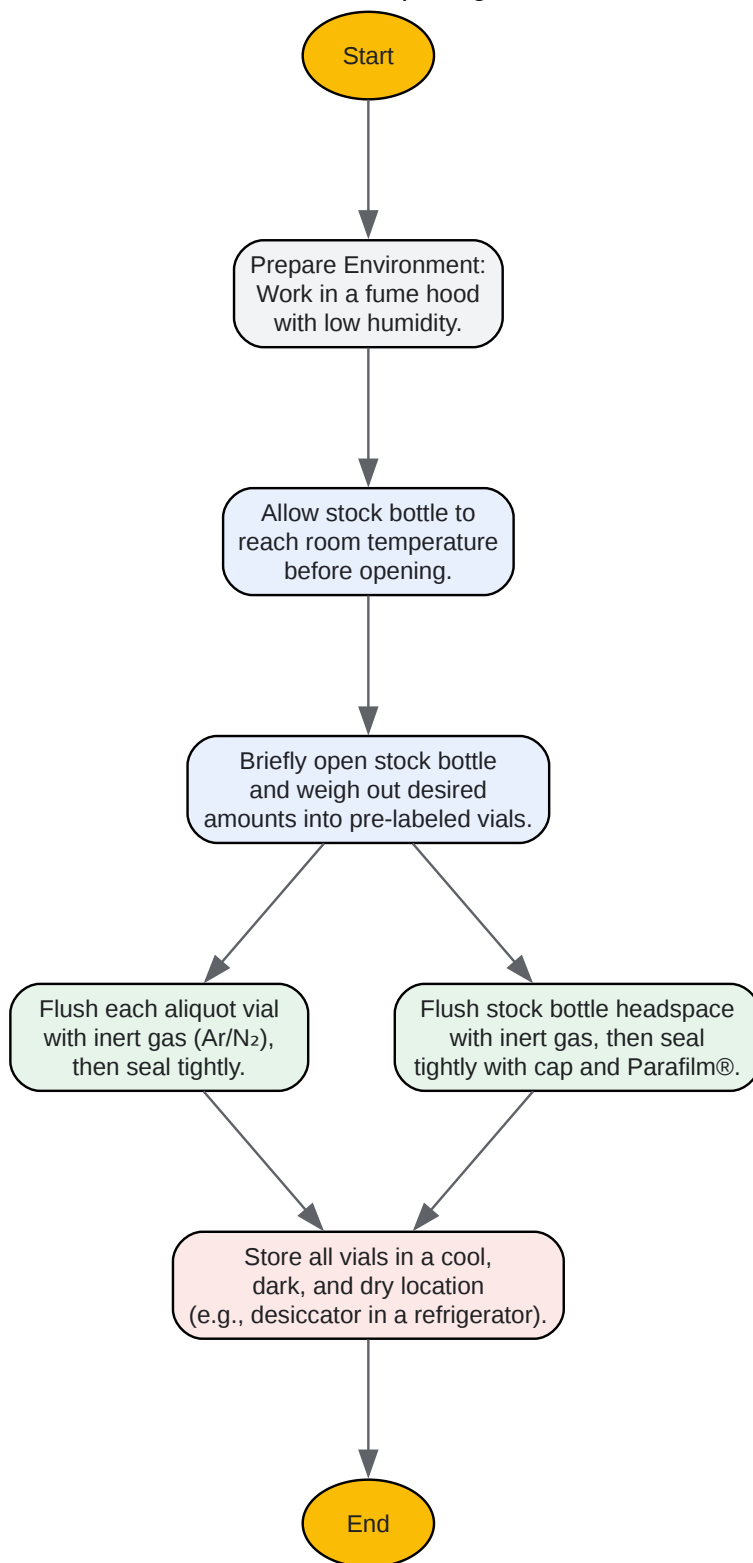 Start
Prepare Environment:
Work in a fume hood
with low humidity.
Allow stock bottle to
reach room temperature
before opening.
Briefly open stock bottle
and weigh out desired
amounts into pre-labeled vials.
Flush each aliquot vial
with inert gas (Ar/N₂),
then seal tightly.
Flush stock bottle headspace
with inert gas, then seal
tightly with cap and Parafilm®.
Store all vials in a cool,
dark, and dry location
(e.g., desiccator in a refrigerator).
End